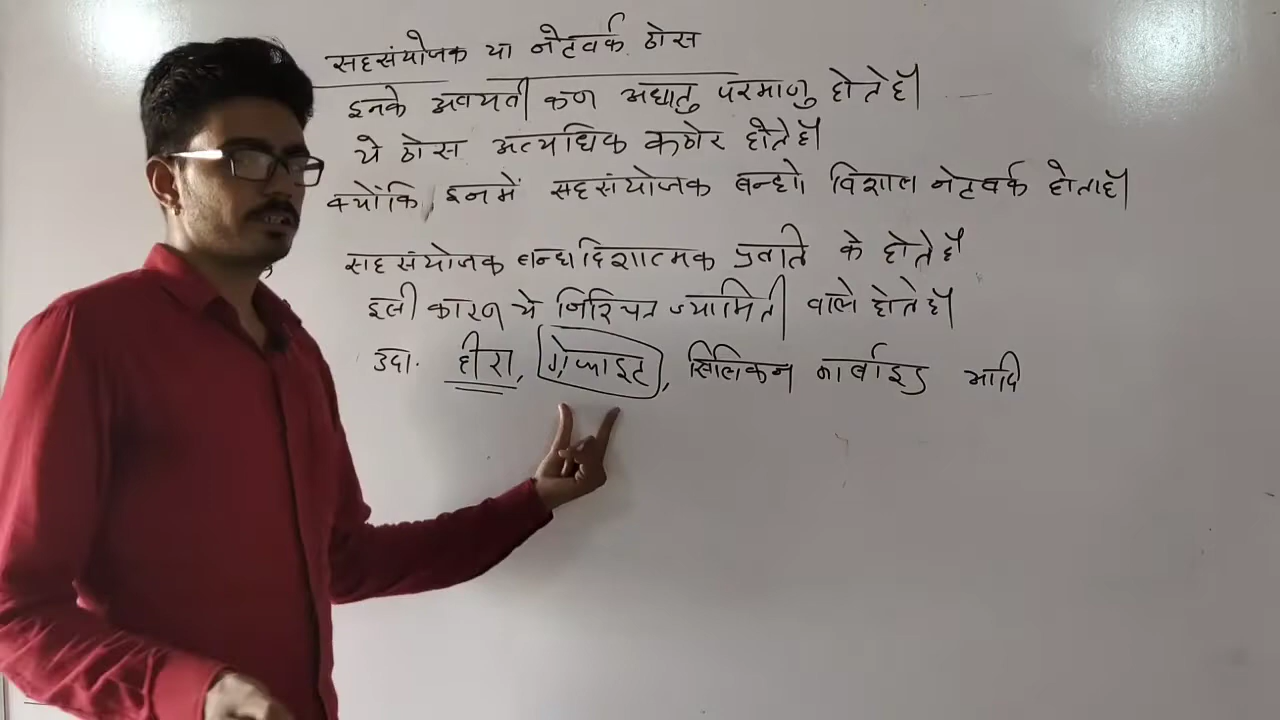 सहसंयोजक या नेटवर्क ठोस
इनके अवयवी कण अधातु परमाणु होते हैं
ये ठोस अत्यधिक कठोर होते हैं
क्योंकि इनमें सहसंयोजक बन्धो विशाल नेटवर्क होता हैं
सहसंयोजक बन्ध दिशात्मक प्रवति के होते हैं
इसी कारण ये निश्चित ज्यामिती वाले होते हैं
उदा. हीरा, ग्रेफाइट, सिलिकन कार्बाइड आदि